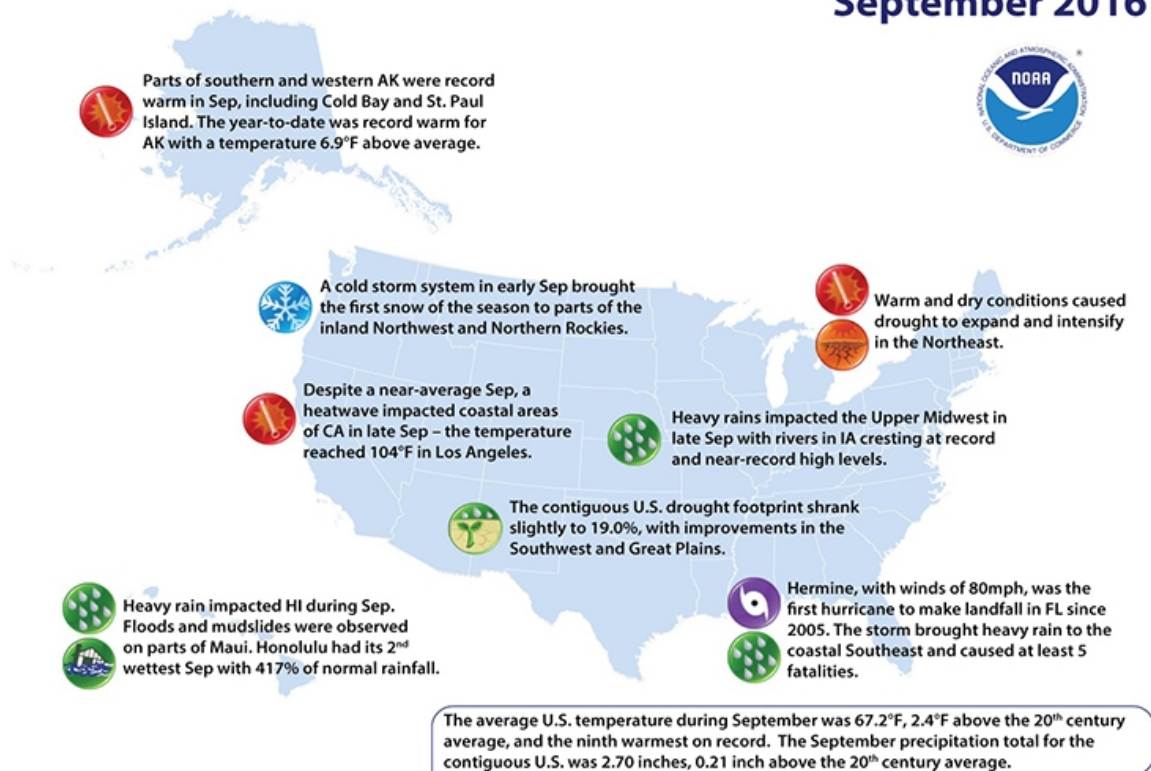 September 2016
NATIONAL OCEANIC AND ATMOSPHERIC ADMINISTRATION
NOAA
U.S. DEPARTMENT OF COMMERCE
®
Parts of southern and western AK were record
warm in Sep, including Cold Bay and St. Paul
Island. The year-to-date was record warm for
AK with a temperature 6.9°F above average.
A cold storm system in early Sep brought
the first snow of the season to parts of the
inland Northwest and Northern Rockies.
Warm and dry conditions caused
drought to expand and intensify
in the Northeast.
Despite a near-average Sep, a
heatwave impacted coastal areas
of CA in late Sep – the temperature
reached 104°F in Los Angeles.
Heavy rains impacted the Upper Midwest in
late Sep with rivers in IA cresting at record
and near-record high levels.
The contiguous U.S. drought footprint shrank
slightly to 19.0%, with improvements in the
Southwest and Great Plains.
Heavy rain impacted HI during Sep.
Floods and mudslides were observed
on parts of Maui. Honolulu had its 2nd
wettest Sep with 417% of normal rainfall.
Hermine, with winds of 80mph, was the
first hurricane to make landfall in FL since
2005. The storm brought heavy rain to the
coastal Southeast and caused at least 5
fatalities.
The average U.S. temperature during September was 67.2°F, 2.4°F above the 20th century
average, and the ninth warmest on record. The September precipitation total for the
contiguous U.S. was 2.70 inches, 0.21 inch above the 20th century average.